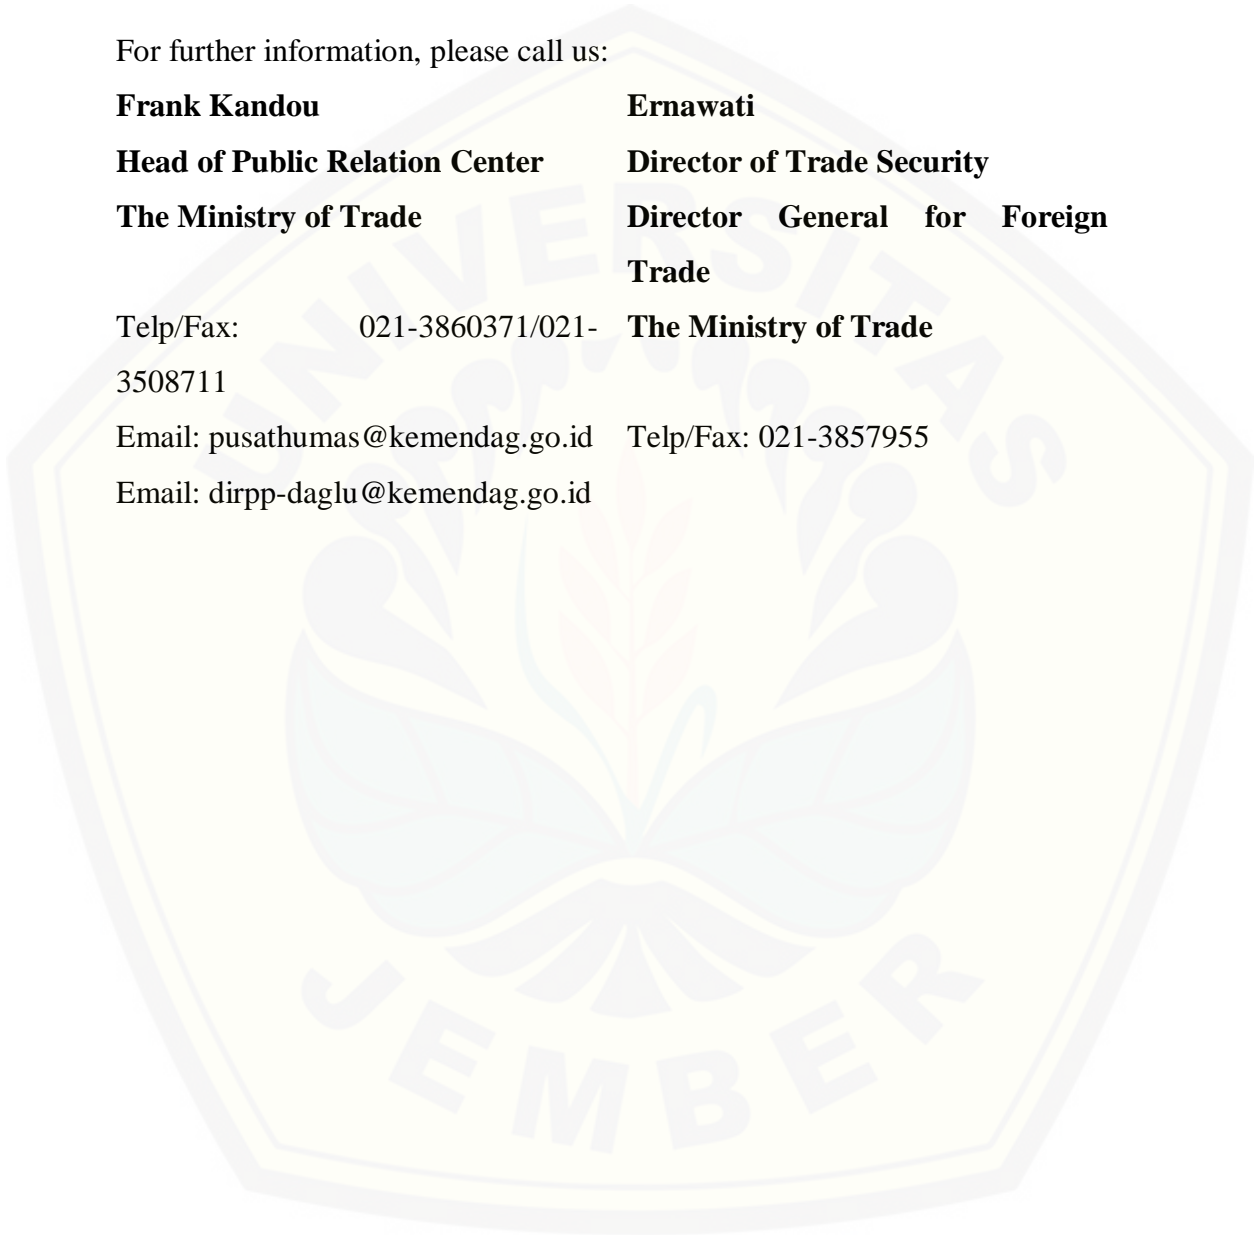 For further information, please call us:
Frank Kandou
Head of Public Relation Center
The Ministry of Trade
Telp/Fax: 021-3860371/021-
3508711
Email: pusathumas@kemendag.go.id
Email: dirpp-daglu@kemendag.go.id
Ernawati
Director of Trade Security
Director General for Foreign
Trade
The Ministry of Trade
Telp/Fax: 021-3857955
UNIVERSITAS
JEMBER